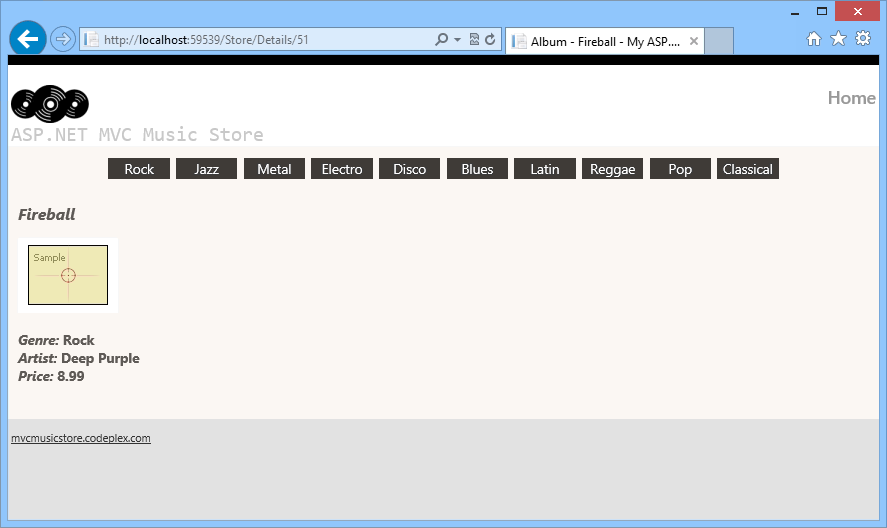 http://localhost:59539/Store/Details/51
Album - Fireball - My ASP....
Home
ASP.NET MVC Music Store
Rock Jazz Metal Electro Disco Blues Latin Reggae Pop Classical
Fireball
Sample
Genre: Rock
Artist: Deep Purple
Price: 8.99
mvcmusicstore.codeplex.com